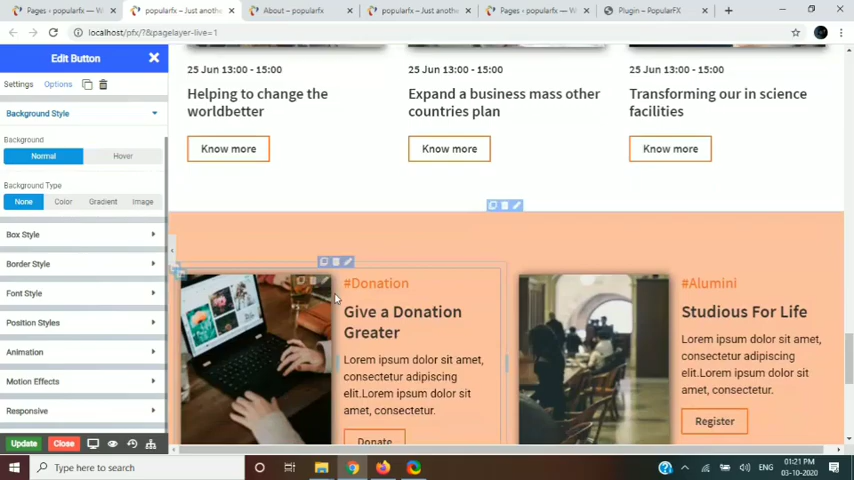 Pages ‹ popularfx — W
popularfx – Just anothe
About – popularfx
popularfx – Just anothe
Pages ‹ popularfx — W
Plugin – PopularFX
localhost/pfx/?&pagelayer-live=1
Edit Button
Settings
Options
Background Style
Background
Normal
Hover
Background Type
None
Color
Gradient
Image
Box Style
Border Style
Font Style
Position Styles
Animation
Motion Effects
Responsive
Update
Close
25 Jun 13:00 - 15:00
Helping to change the
worldbetter
Know more
25 Jun 13:00 - 15:00
Expand a business mass other
countries plan
Know more
25 Jun 13:00 - 15:00
Transforming our in science
facilities
Know more
#Donation
Give a Donation
Greater
Lorem ipsum dolor sit amet,
consectetur adipiscing
elit.Lorem ipsum dolor sit
amet, consectetur.
Donate
#Alumini
Studious For Life
Lorem ipsum dolor sit amet,
consectetur adipiscing
elit.Lorem ipsum dolor sit
amet, consectetur.
Register
Type here to search
ENG
01:21 PM
03-10-2020